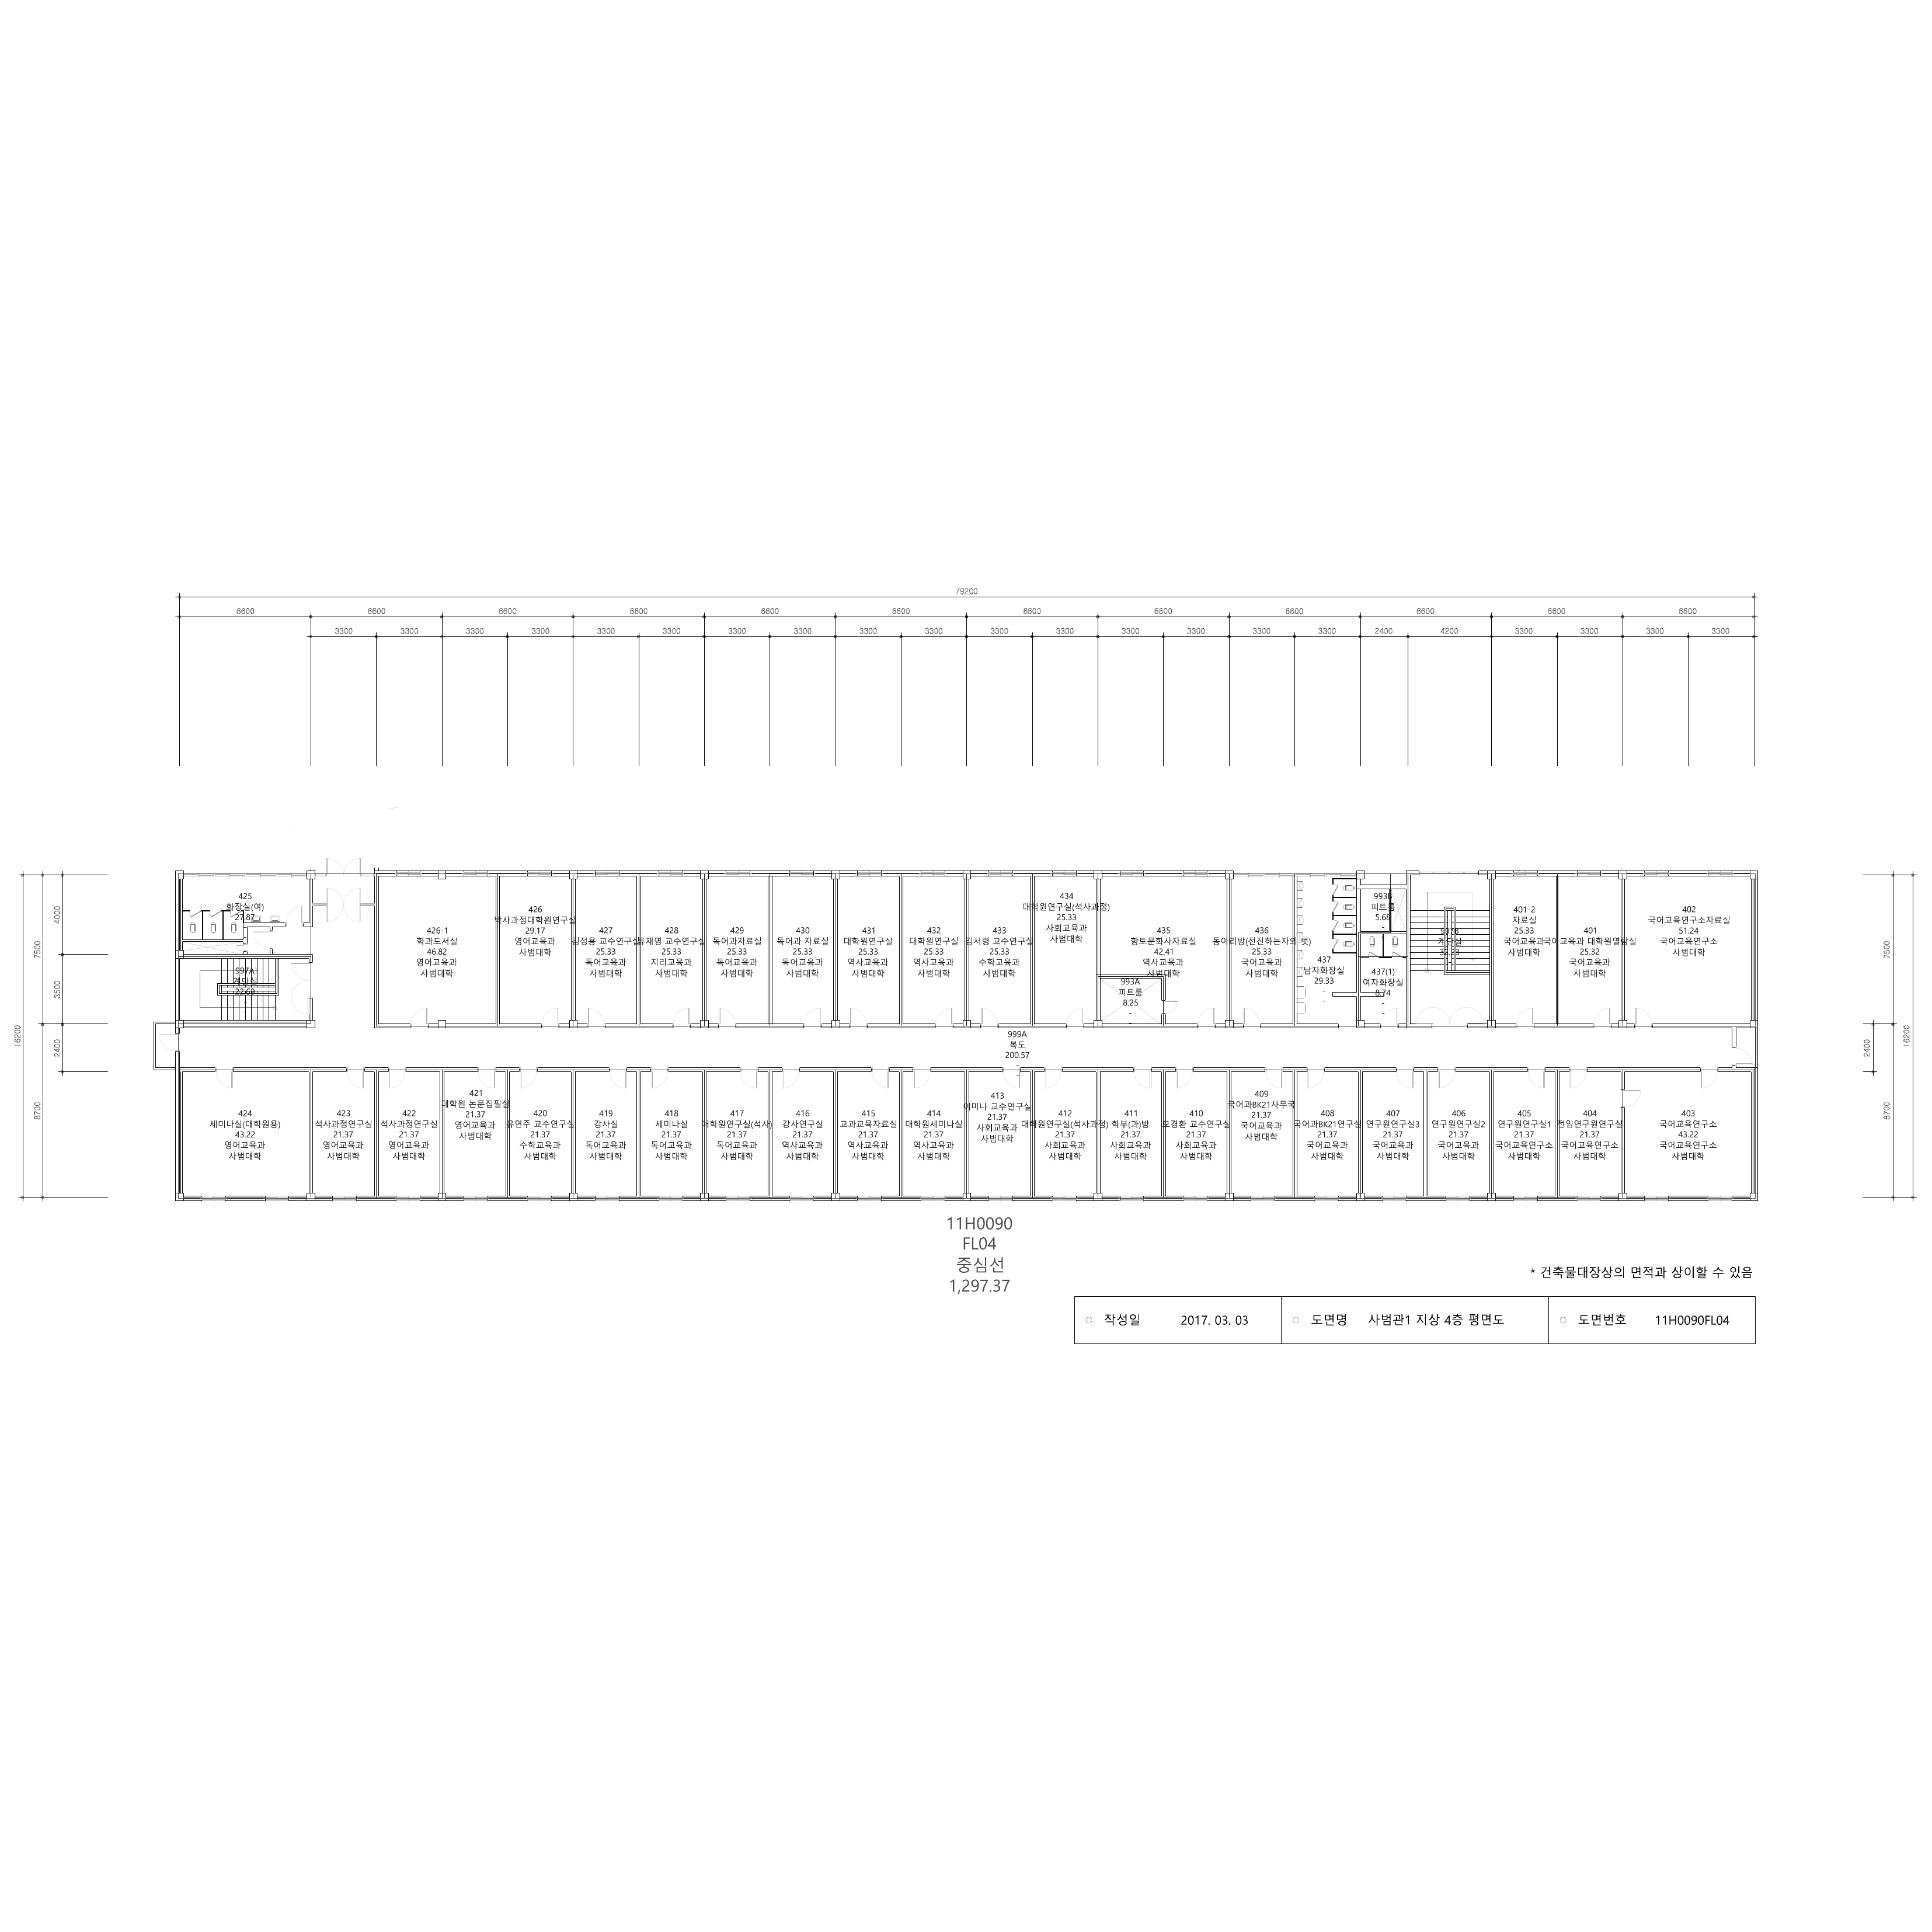 79200
6600 6600 6600 6600 6600 6600 6600 6600 6600 6600 6600 6600
3300 3300 3300 3300 3300 3300 3300 3300 3300 3300 3300 3300 3300 3300 3300 3300 2400 4200 3300 3300 3300 3300
16200
7500
8700
4000
3500
2400
425
화장실(여)
27.87
997A
계단실
22.69
-
426-1
학과도서실
46.82
영어교육과
사범대학
426
박사과정대학원연구실
29.17
영어교육과
사범대학
427
김정용 교수연구실
25.33
독어교육과
사범대학
428
류재명 교수연구실
25.33
지리교육과
사범대학
429
독어과자료실
25.33
독어교육과
사범대학
430
독어과 자료실
25.33
독어교육과
사범대학
431
대학원연구실
25.33
역사교육과
사범대학
432
대학원연구실
25.33
역사교육과
사범대학
433
김서령 교수연구실
25.33
수학교육과
사범대학
434
대학원연구실(석사과정)
25.33
사회교육과
사범대학
435
향토문화사자료실
42.41
역사교육과
사범대학
993A
피트룸
8.25
-
436
동아리방(전진하는자의 벗)
25.33
국어교육과
사범대학
437
남자화장실
29.33
-
-
993B
피트룸
5.68
-
437(1)
여자화장실
8.74
-
997B
계단실
32.33
-
401-2
자료실
25.33
국어교육과
사범대학
401
국어교육과 대학원열람실
25.32
국어교육과
사범대학
402
국어교육연구소자료실
51.24
국어교육연구소
사범대학
7500
2400
8700
16200
999A
복도
200.57
-
-
424
세미나실(대학원용)
43.22
영어교육과
사범대학
423
석사과정연구실
21.37
영어교육과
사범대학
422
석사과정연구실
21.37
영어교육과
사범대학
421
대학원 논문집필실
21.37
영어교육과
사범대학
420
유연주 교수연구실
21.37
수학교육과
사범대학
419
강사실
21.37
독어교육과
사범대학
418
세미나실
21.37
독어교육과
사범대학
417
대학원연구실(석사)
21.37
독어교육과
사범대학
416
강사연구실
21.37
역사교육과
사범대학
415
교과교육자료실
21.37
역사교육과
사범대학
414
대학원세미나실
21.37
역사교육과
사범대학
413
이미나 교수연구실
21.37
사회교육과
사범대학
412
대학원연구실(석사과정)
21.37
사회교육과
사범대학
411
학부(과)방
21.37
사회교육과
사범대학
410
모경환 교수연구실
21.37
사회교육과
사범대학
409
국어과BK21사무국
21.37
국어교육과
사범대학
408
국어과BK21연구실
21.37
국어교육과
사범대학
407
연구원연구실3
21.37
국어교육과
사범대학
406
연구원연구실2
21.37
국어교육과
사범대학
405
연구원연구실1
21.37
국어교육연구소
사범대학
404
전임연구원연구실
21.37
국어교육연구소
사범대학
403
국어교육연구소
43.22
국어교육연구소
사범대학
11H0090
FL04
중심선
1,297.37
* 건축물대장상의 면적과 상이할 수 있음
○ 작성일 2017. 03. 03 ○ 도면명 사범관1 지상 4층 평면도 ○ 도면번호 11H0090FL04